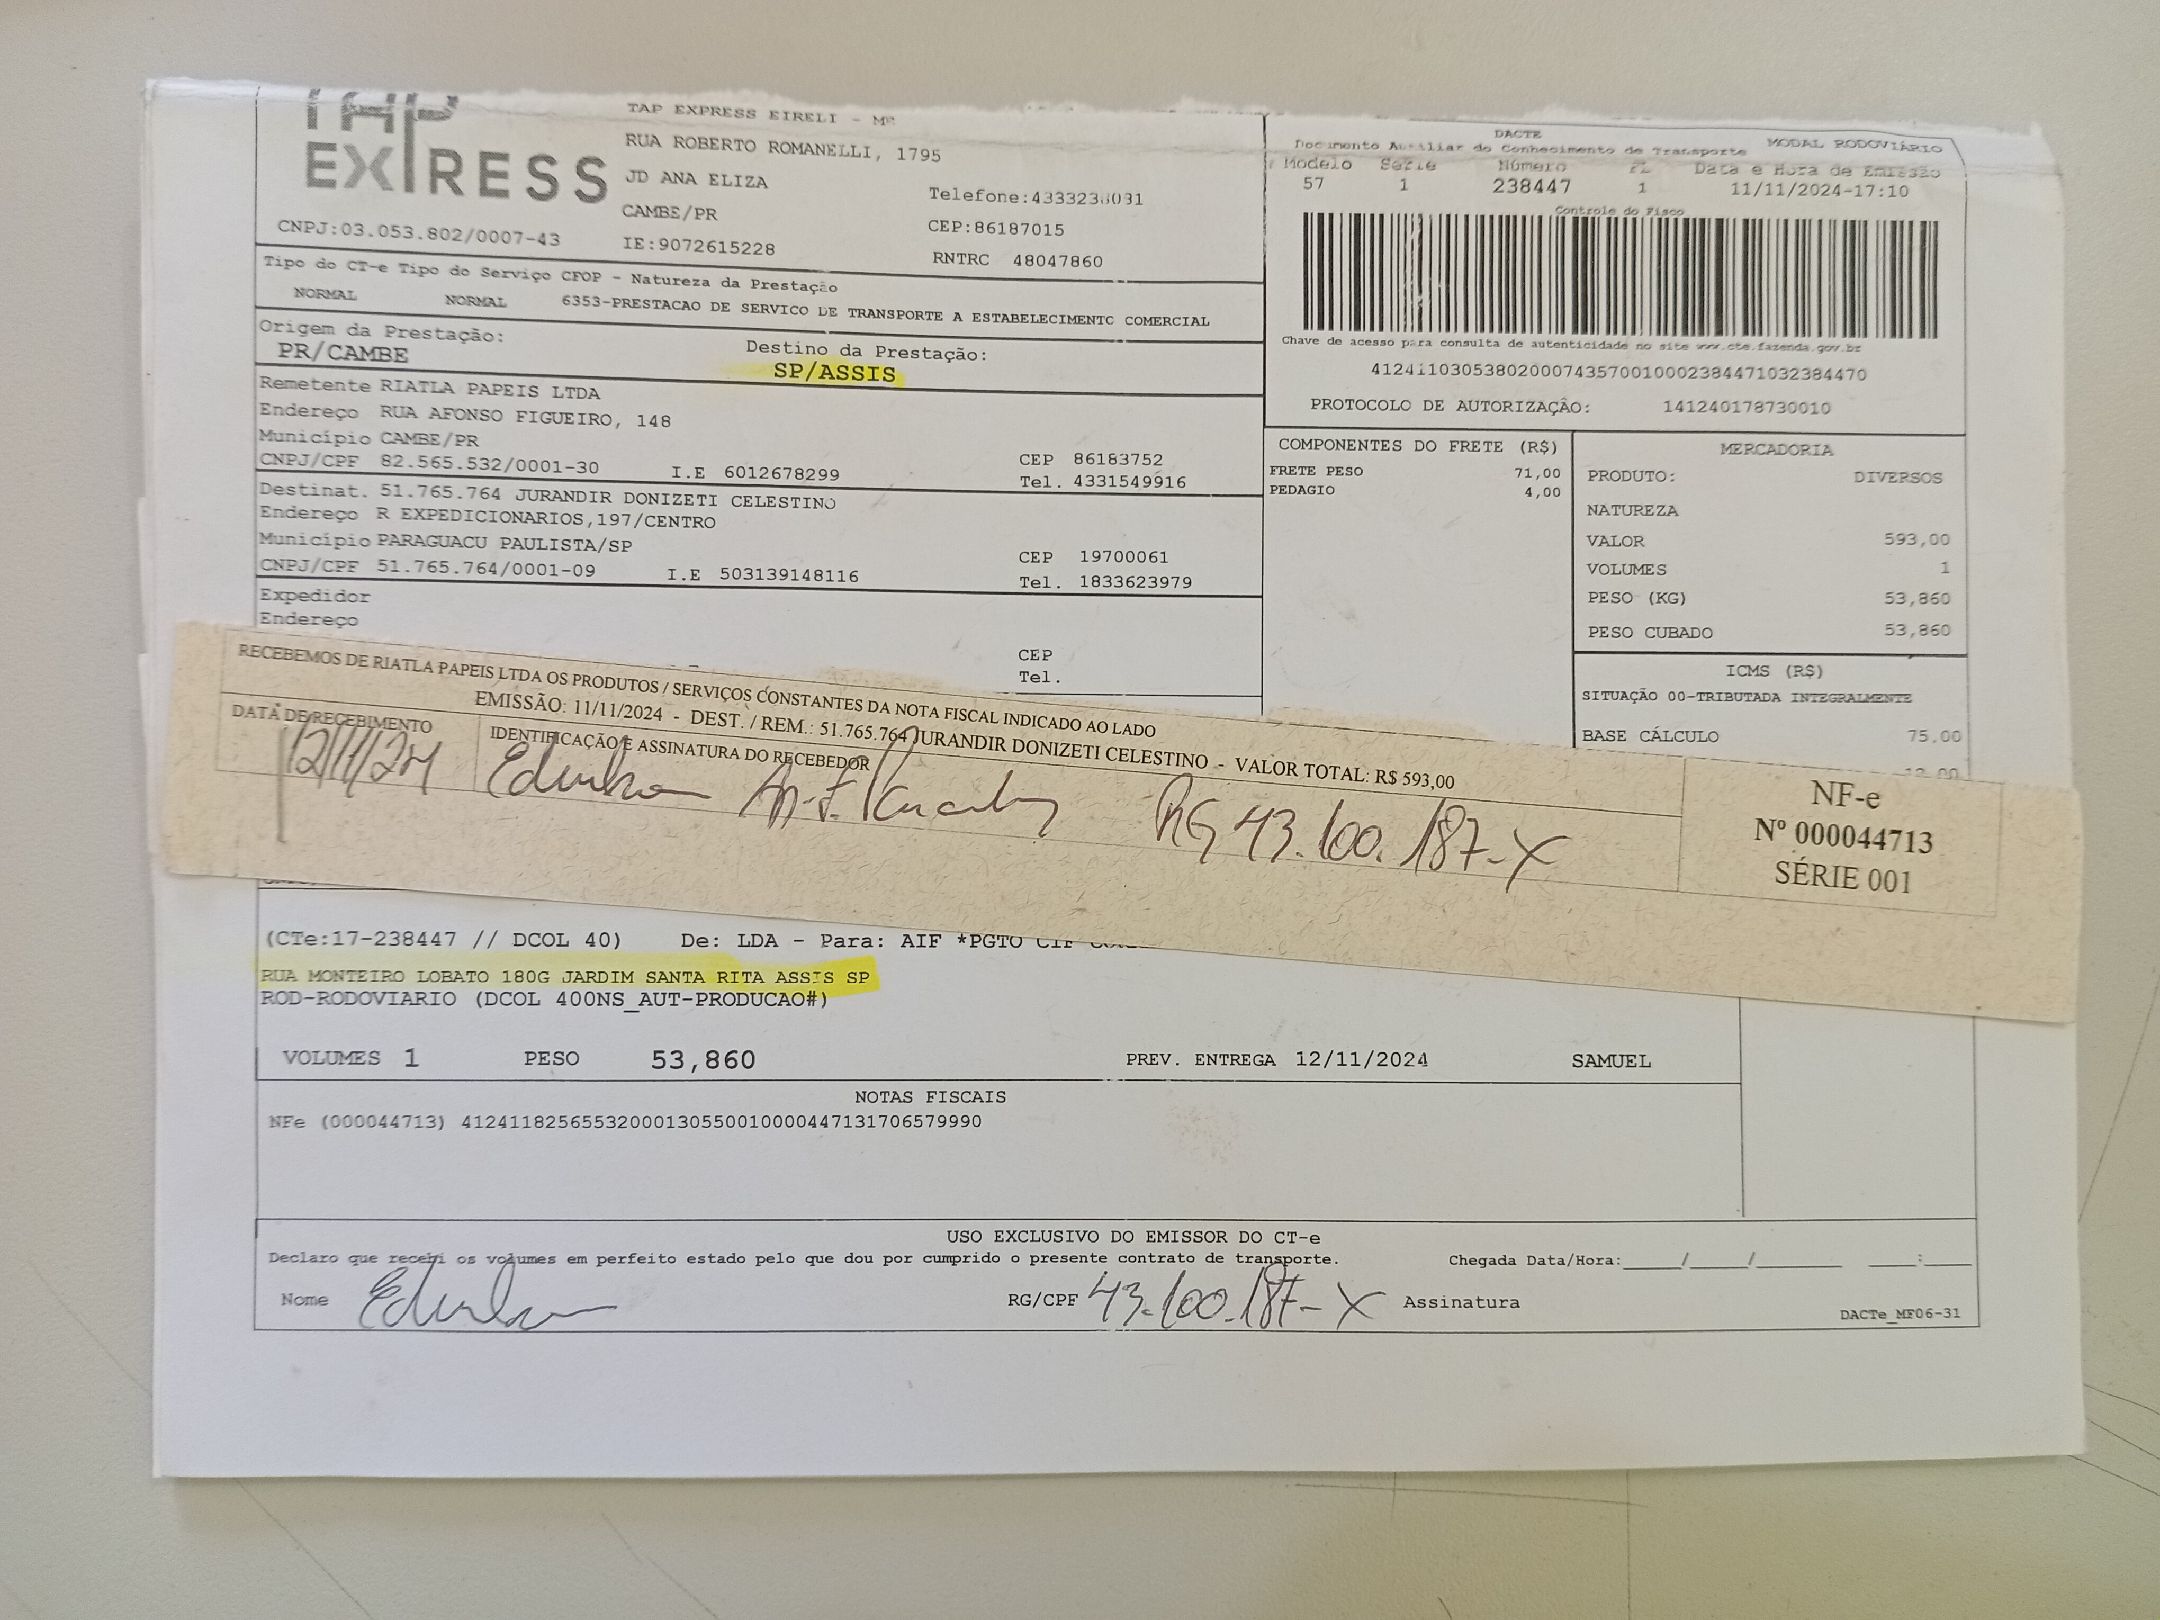 TAP
EXPRESS
TAP EXPRESS EIRELI - ME
RUA ROBERTO ROMANELLI, 1795
JD ANA ELIZA
CAMBE/PR
IE:9072615228
Telefone:4333238031
CEP:86187015
RNTRC 48047860
CNPJ:03.053.802/0007-43
DACTE
Documento Auxiliar do Conhecimento de Transporte MODAL RODOVIÁRIO
Modelo Serie Número FL Data e Hora de Emissão
57 1 238447 1 11/11/2024-17:10
Controle do Fisco
Chave de acesso para consulta de autenticidade no site www.cte.fazenda.gov.br
41241103053802000743570010002384471032384470
PROTOCOLO DE AUTORIZAÇÃO: 141240178730010
Tipo do CT-e Tipo do Serviço CFOP - Natureza da Prestação
NORMAL NORMAL 6353-PRESTACAO DE SERVICO DE TRANSPORTE A ESTABELECIMENTO COMERCIAL
Origem da Prestação: Destino da Prestação:
PR/CAMBE SP/ASSIS
Remetente RIATLA PAPEIS LTDA
Endereço RUA AFONSO FIGUEIRO, 148
Município CAMBE/PR CEP 86183752
CNPJ/CPF 82.565.532/0001-30 I.E 6012678299 Tel. 4331549916
Destinat. 51.765.764 JURANDIR DONIZETI CELESTINO
Endereço R EXPEDICIONARIOS,197/CENTRO
Município PARAGUACU PAULISTA/SP CEP 19700061
CNPJ/CPF 51.765.764/0001-09 I.E 503139148116 Tel. 1833623979
Expedidor
Endereço
CEP
Tel.
COMPONENTES DO FRETE (R$)
FRETE PESO 71,00
PEDAGIO 4,00
MERCADORIA
PRODUTO: DIVERSOS
NATUREZA
VALOR 593,00
VOLUMES 1
PESO (KG) 53,860
PESO CUBADO 53,860
ICMS (R$)
SITUAÇÃO 00-TRIBUTADA INTEGRALMENTE
BASE CÁLCULO 75,00
RECEBEMOS DE RIATLA PAPEIS LTDA OS PRODUTOS / SERVIÇOS CONSTANTES DA NOTA FISCAL INDICADO AO LADO
EMISSÃO: 11/11/2024 - DEST. / REM.: 51.765.764 JURANDIR DONIZETI CELESTINO - VALOR TOTAL: R$ 593,00
DATA DE RECEBIMENTO IDENTIFICAÇÃO E ASSINATURA DO RECEBEDOR
12/11/24 RG 43.100.187-X
NF-e
Nº 000044713
SÉRIE 001
(CTe:17-238447 // DCOL 40) De: LDA - Para: AIF *PGTO CIF
RUA MONTEIRO LOBATO 180G JARDIM SANTA RITA ASSIS SP
ROD-RODOVIARIO (DCOL 400NS_AUT-PRODUCAO#)
VOLUMES 1 PESO 53,860 PREV. ENTREGA 12/11/2024 SAMUEL
NOTAS FISCAIS
NFe (000044713) 41241182565532000130550010000447131706579990
USO EXCLUSIVO DO EMISSOR DO CT-e
Declaro que recebi os volumes em perfeito estado pelo que dou por cumprido o presente contrato de transporte. Chegada Data/Hora:_____/_____/________ ____:____
Nome RG/CPF 43.100.187-X Assinatura
DACTe_MF06-31